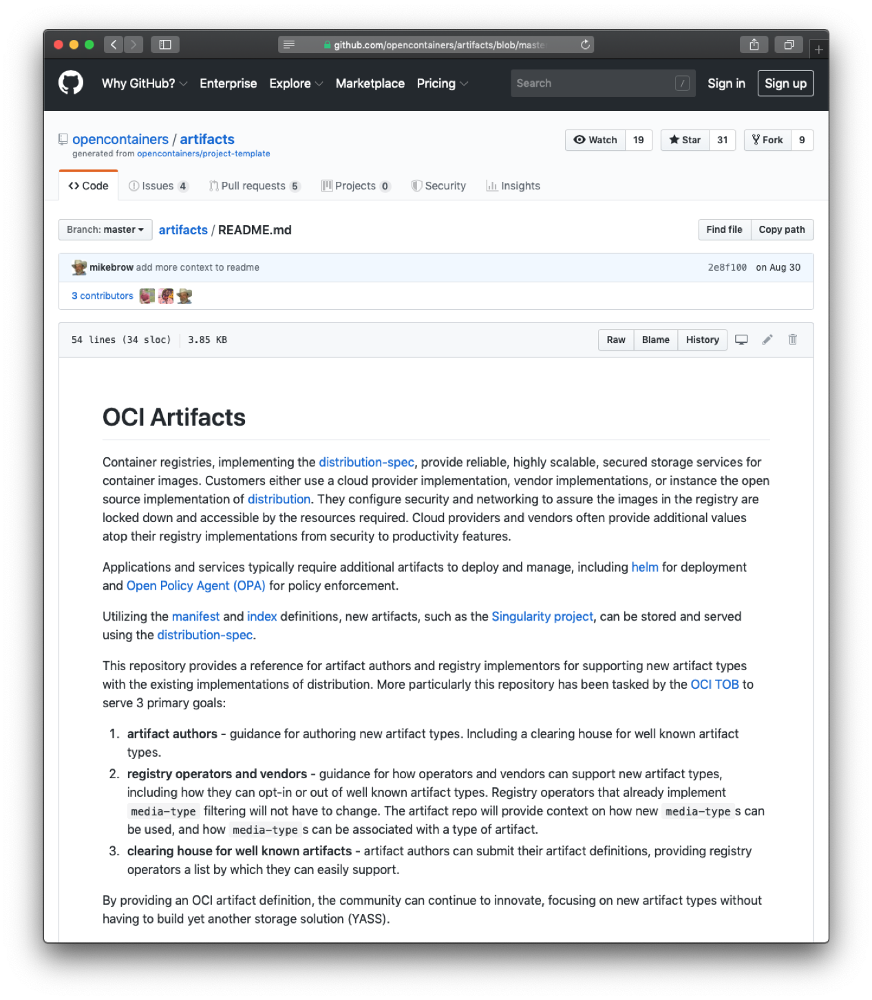 github.com/opencontainers/artifacts/blob/maste
Why GitHub? Enterprise Explore Marketplace Pricing Search / Sign in Sign up
opencontainers / artifacts
generated from opencontainers/project-template
Watch 19 Star 31 Fork 9
Code Issues 4 Pull requests 5 Projects 0 Security Insights
Branch: master artifacts / README.md Find file Copy path
mikebrow add more context to readme 2e8f100 on Aug 30
3 contributors
54 lines (34 sloc) 3.85 KB Raw Blame History
OCI Artifacts
Container registries, implementing the distribution-spec, provide reliable, highly scalable, secured storage services for
container images. Customers either use a cloud provider implementation, vendor implementations, or instance the open
source implementation of distribution. They configure security and networking to assure the images in the registry are
locked down and accessible by the resources required. Cloud providers and vendors often provide additional values
atop their registry implementations from security to productivity features.
Applications and services typically require additional artifacts to deploy and manage, including helm for deployment
and Open Policy Agent (OPA) for policy enforcement.
Utilizing the manifest and index definitions, new artifacts, such as the Singularity project, can be stored and served
using the distribution-spec.
This repository provides a reference for artifact authors and registry implementors for supporting new artifact types
with the existing implementations of distribution. More particularly this repository has been tasked by the OCI TOB to
serve 3 primary goals:
1. artifact authors - guidance for authoring new artifact types. Including a clearing house for well known artifact
types.
2. registry operators and vendors - guidance for how operators and vendors can support new artifact types,
including how they can opt-in or out of well known artifact types. Registry operators that already implement
media-type filtering will not have to change. The artifact repo will provide context on how new media-type s can
be used, and how media-type s can be associated with a type of artifact.
3. clearing house for well known artifacts - artifact authors can submit their artifact definitions, providing registry
operators a list by which they can easily support.
By providing an OCI artifact definition, the community can continue to innovate, focusing on new artifact types without
having to build yet another storage solution (YASS).